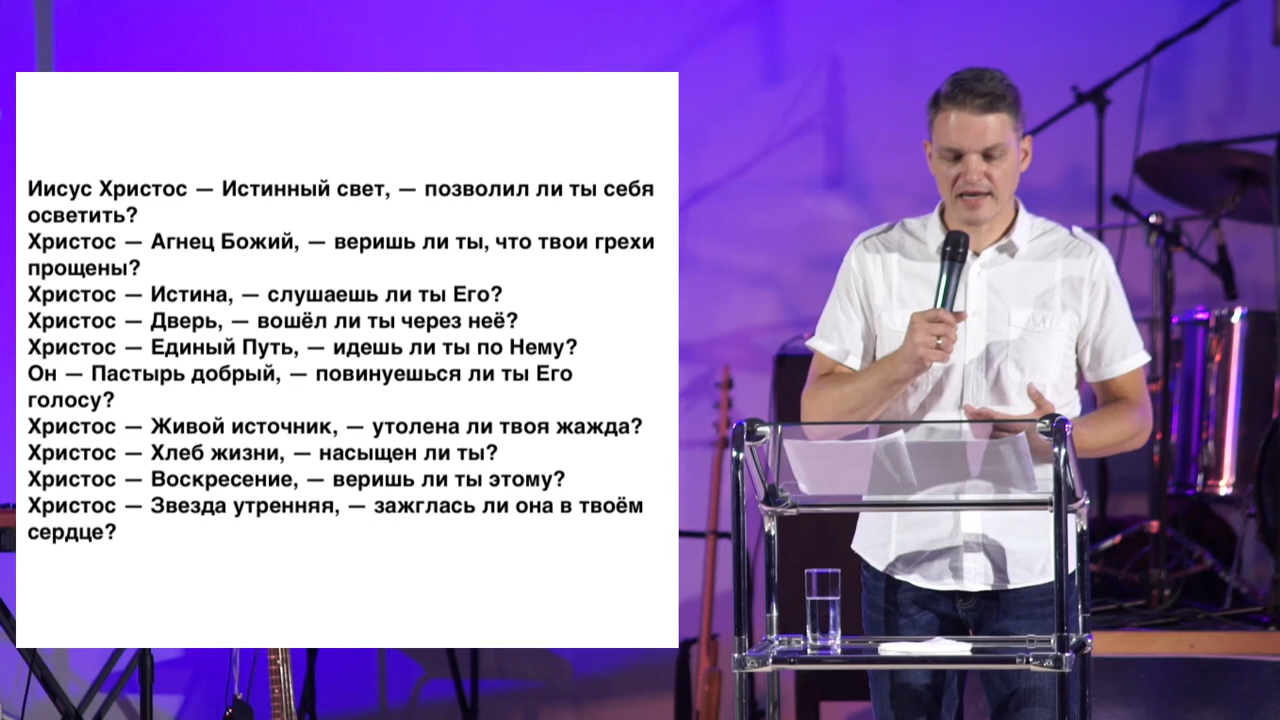 Иисус Христос — Истинный свет, — позволил ли ты себя
осветить?
Христос — Агнец Божий, — веришь ли ты, что твои грехи
прощены?
Христос — Истина, — слушаешь ли ты Его?
Христос — Дверь, — вошёл ли ты через неё?
Христос — Единый Путь, — идешь ли ты по Нему?
Он — Пастырь добрый, — повинуешься ли ты Его
голосу?
Христос — Живой источник, — утолена ли твоя жажда?
Христос — Хлеб жизни, — насыщен ли ты?
Христос — Воскресение, — веришь ли ты этому?
Христос — Звезда утренняя, — зажглась ли она в твоём
сердце?